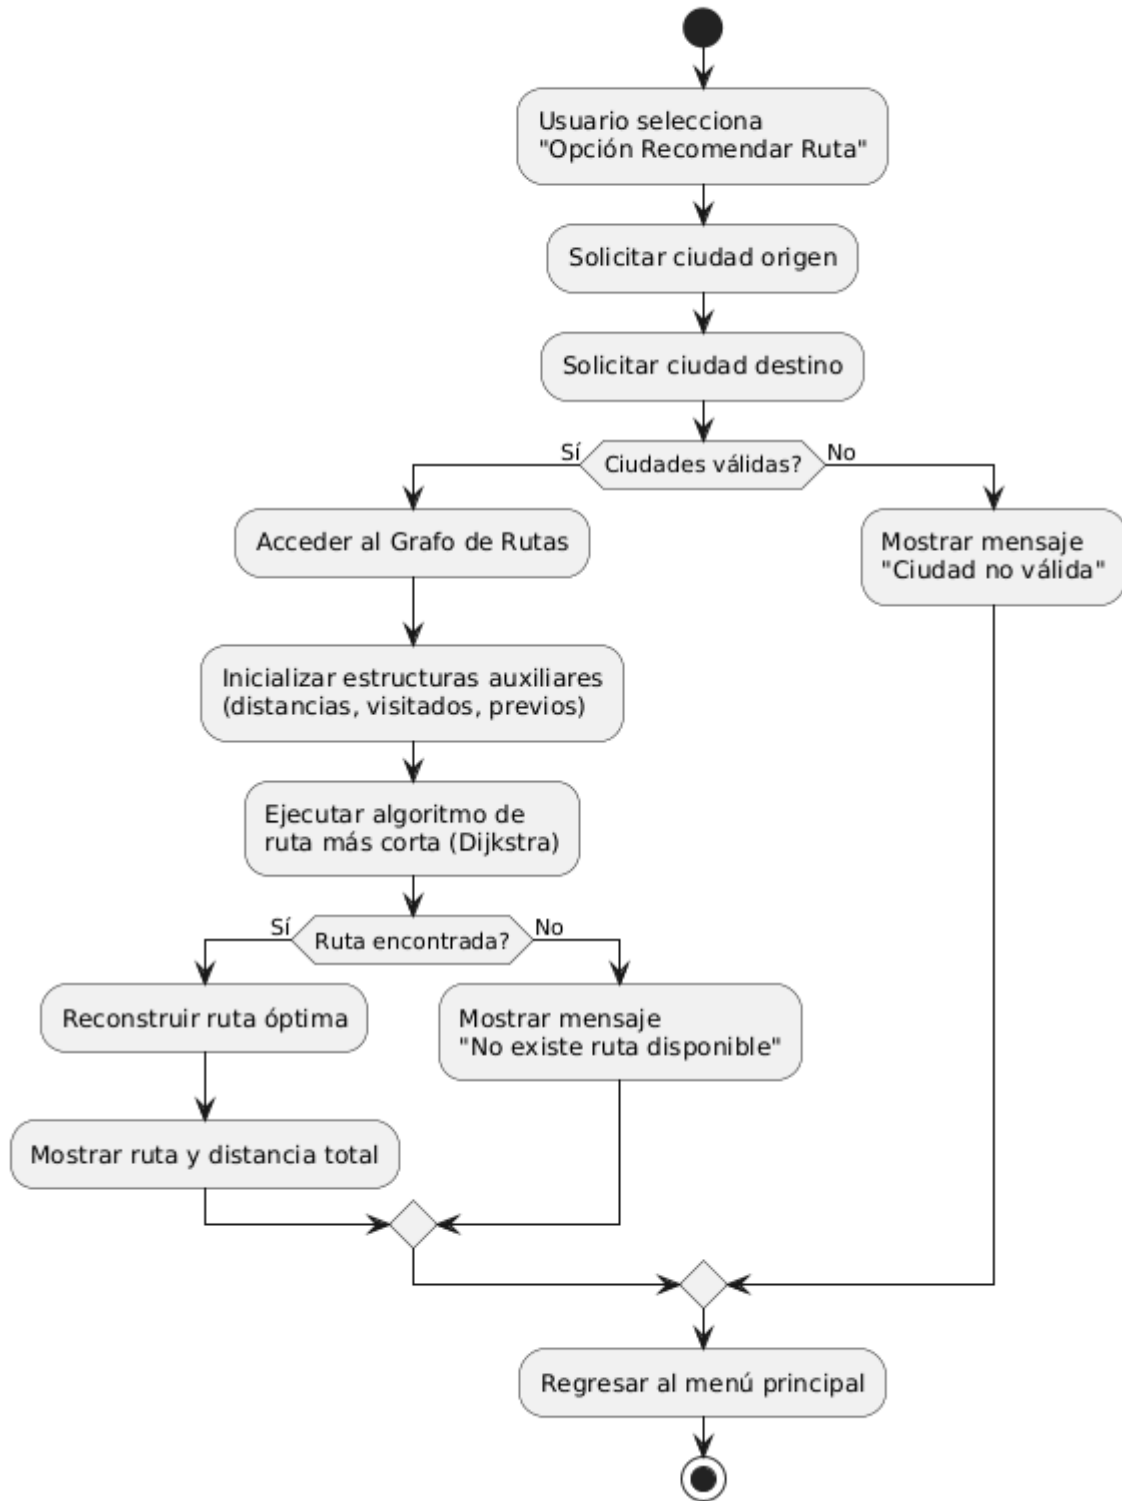 Usuario selecciona
"Opción Recomendar Ruta"
Solicitar ciudad origen
Solicitar ciudad destino
Sí
Ciudades válidas?
No
Acceder al Grafo de Rutas
Mostrar mensaje
"Ciudad no válida"
Inicializar estructuras auxiliares
(distancias, visitados, previos)
Ejecutar algoritmo de
ruta más corta (Dijkstra)
Sí
Ruta encontrada?
No
Reconstruir ruta óptima
Mostrar mensaje
"No existe ruta disponible"
Mostrar ruta y distancia total
Regresar al menú principal